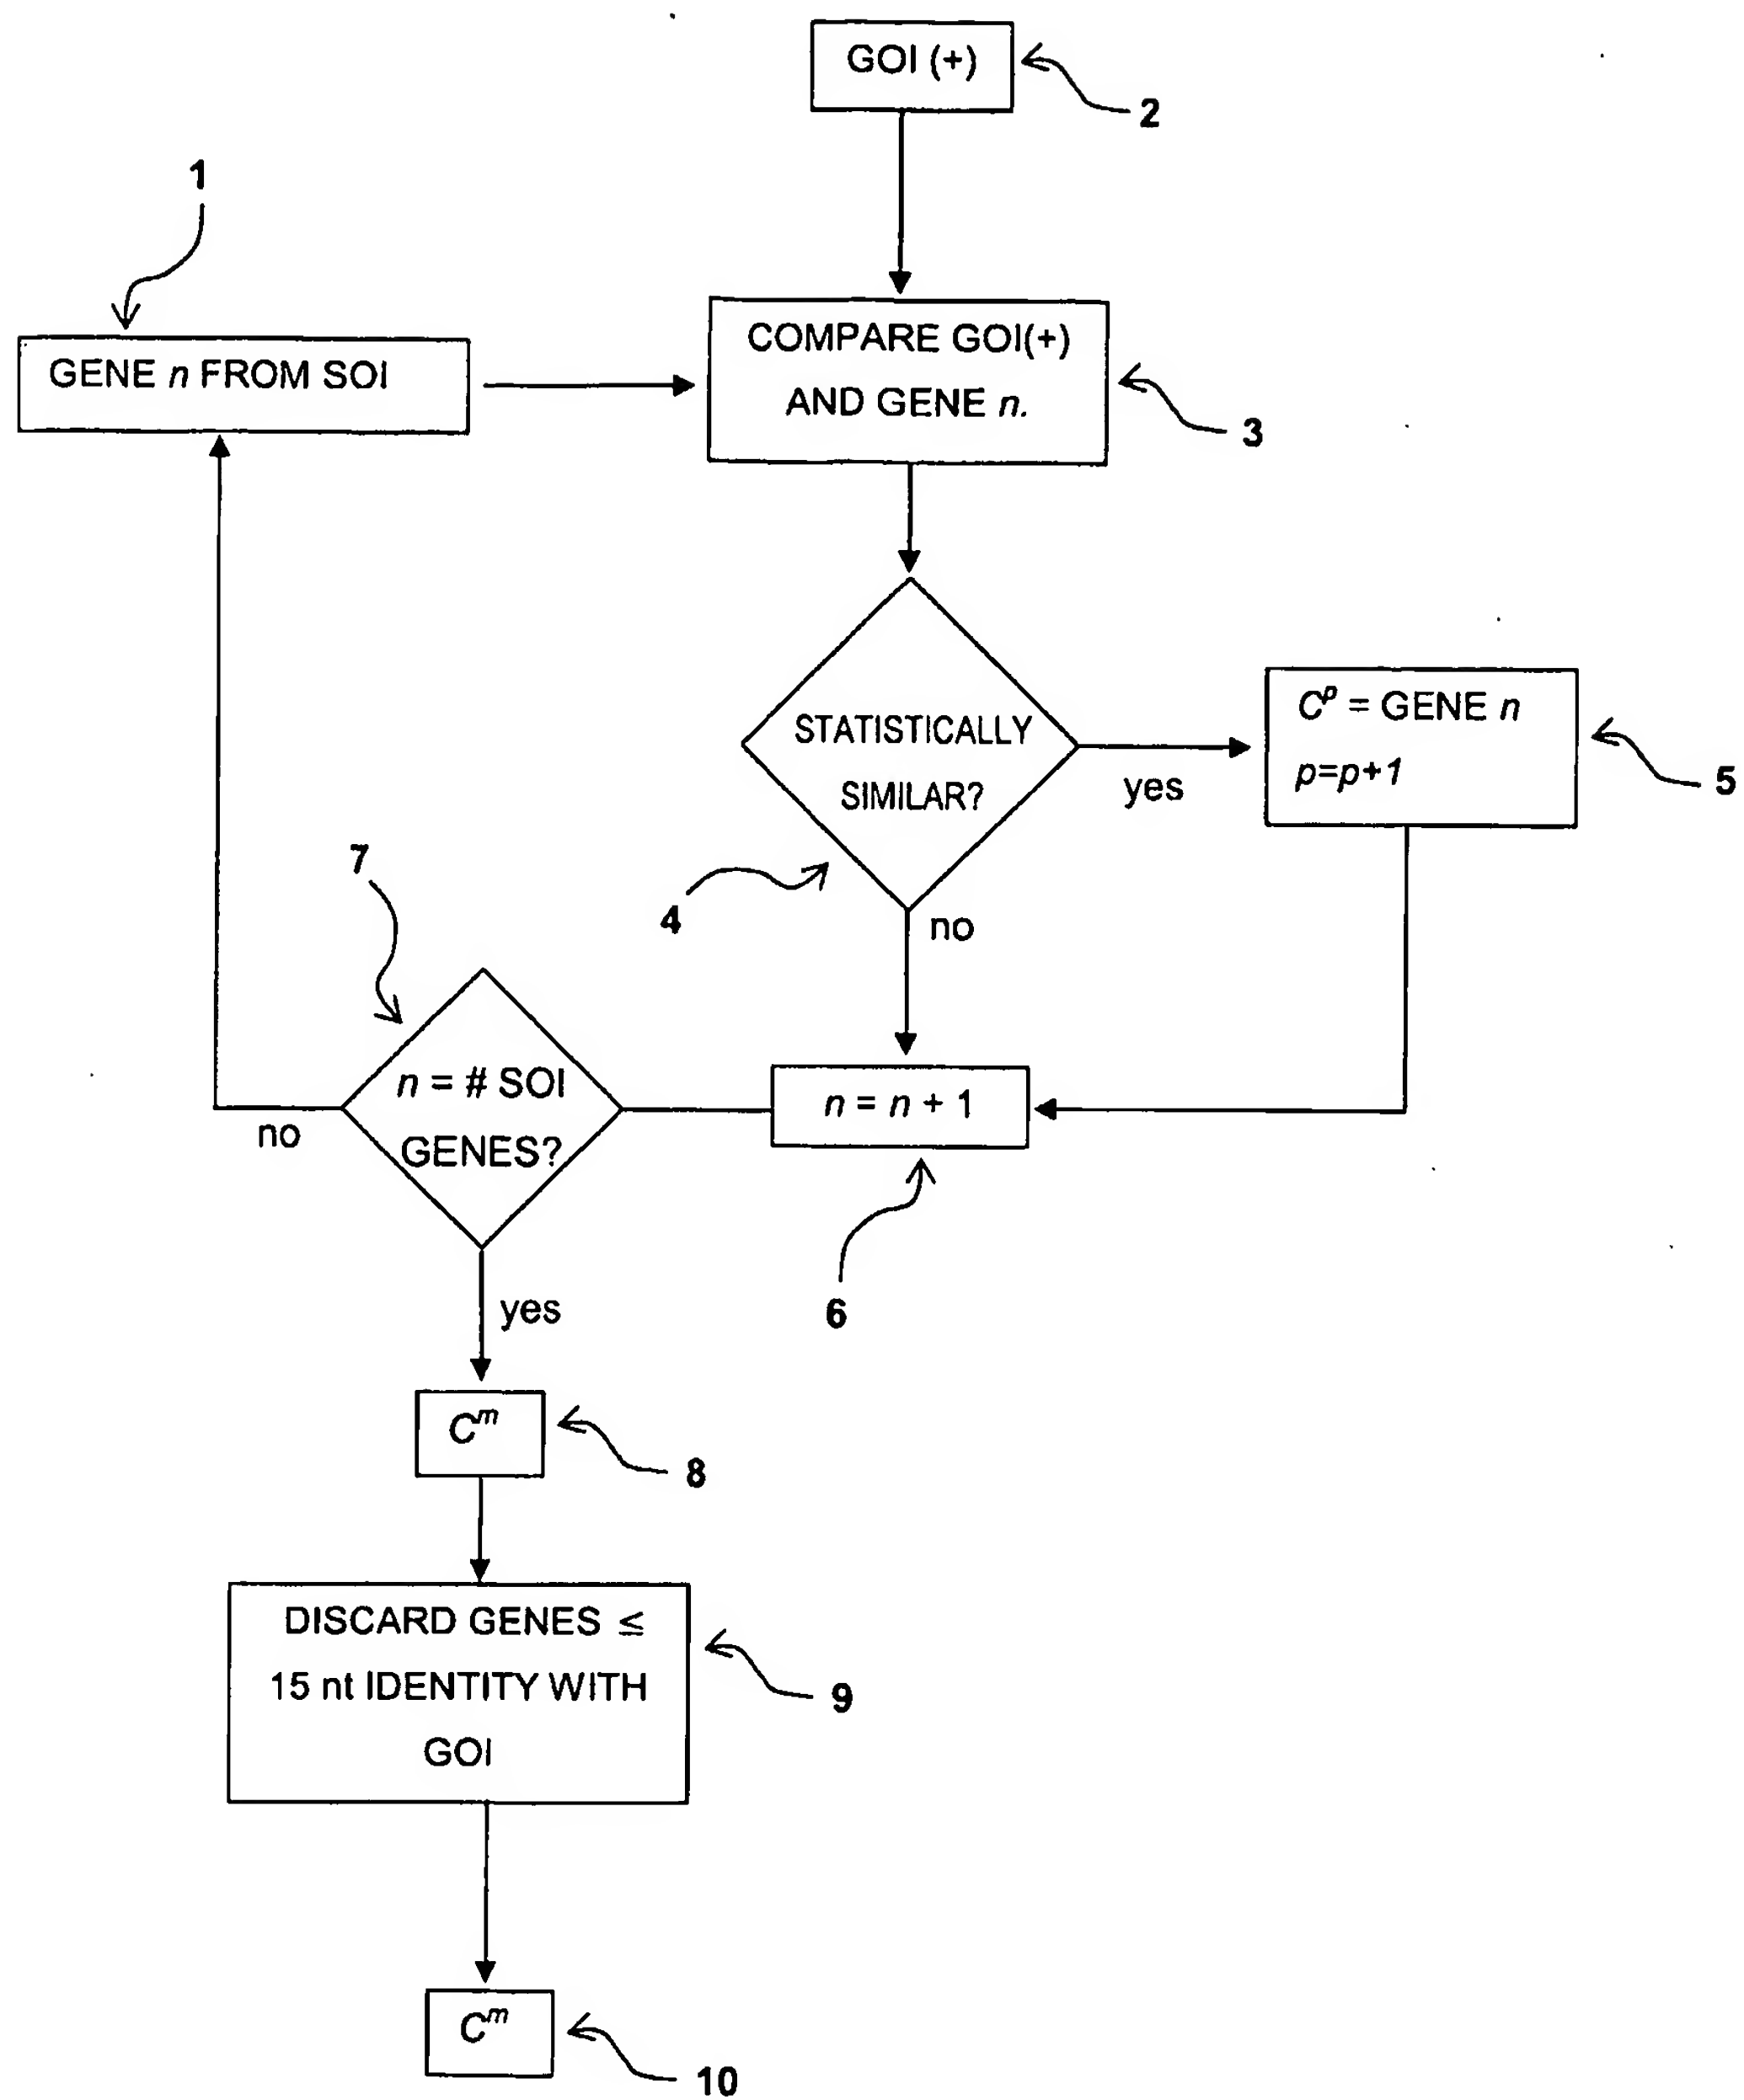 GOI (+)
2
1
GENE n FROM SOI
COMPARE GOI(+)
AND GENE n.
3
STATISTICALLY
SIMILAR?
yes
4
no
C^p = GENE n
p=p+1
5
7
n = # SOI
GENES?
no
n = n + 1
6
yes
C^m
8
DISCARD GENES ≤
15 nt IDENTITY WITH
GOI
9
C^m
10